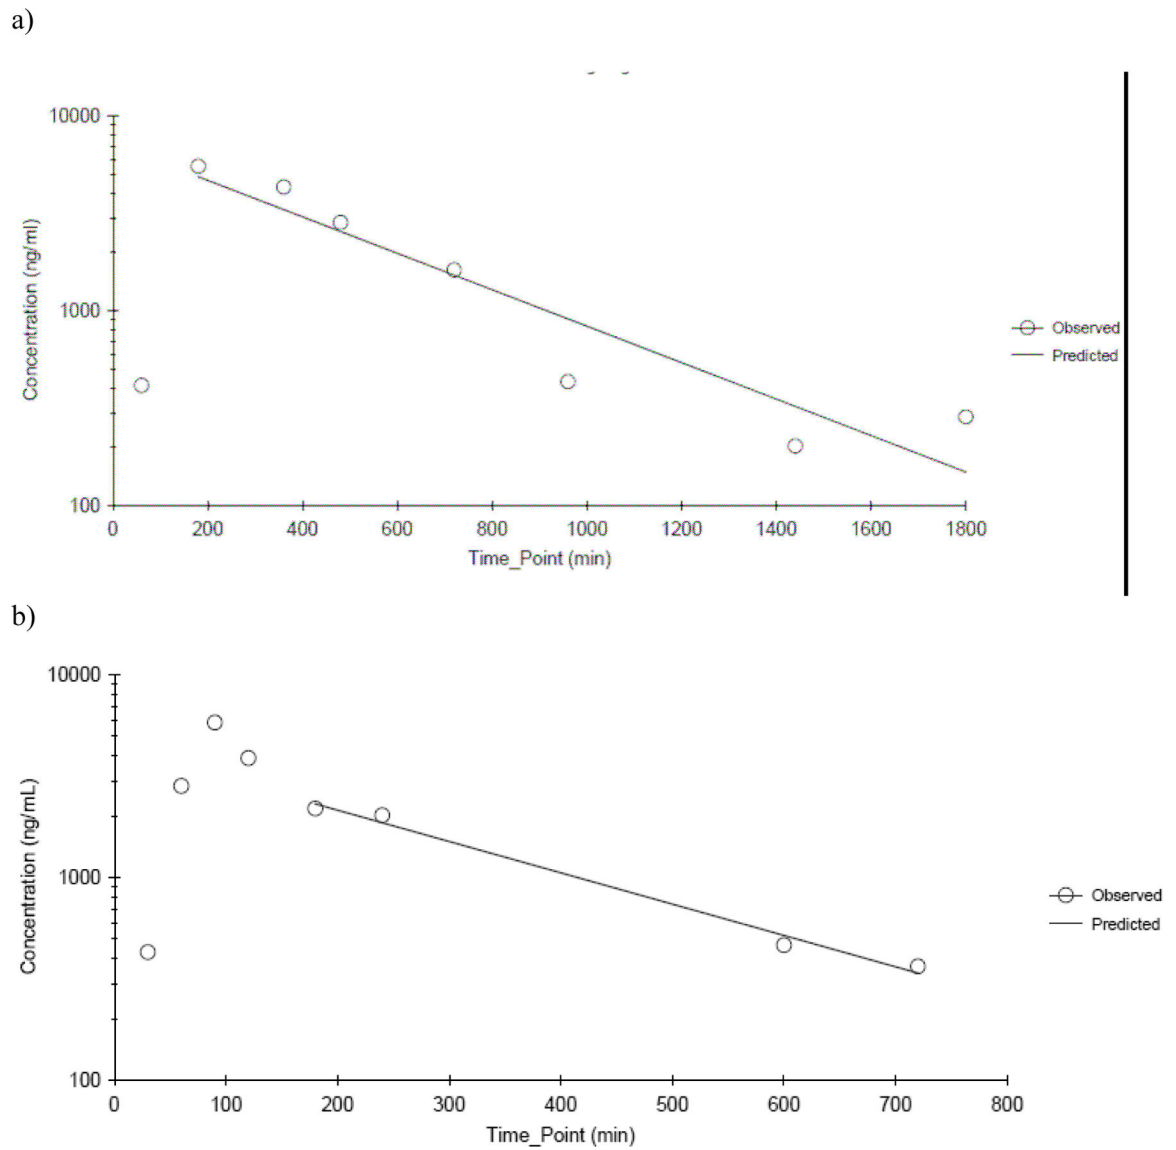 a)
10000
1000
100
Concentration (ng/ml)
0 200 400 600 800 1000 1200 1400 1600 1800
Time_Point (min)
Observed
Predicted
b)
10000
1000
100
Concentration (ng/mL)
0 100 200 300 400 500 600 700 800
Time_Point (min)
Observed
Predicted